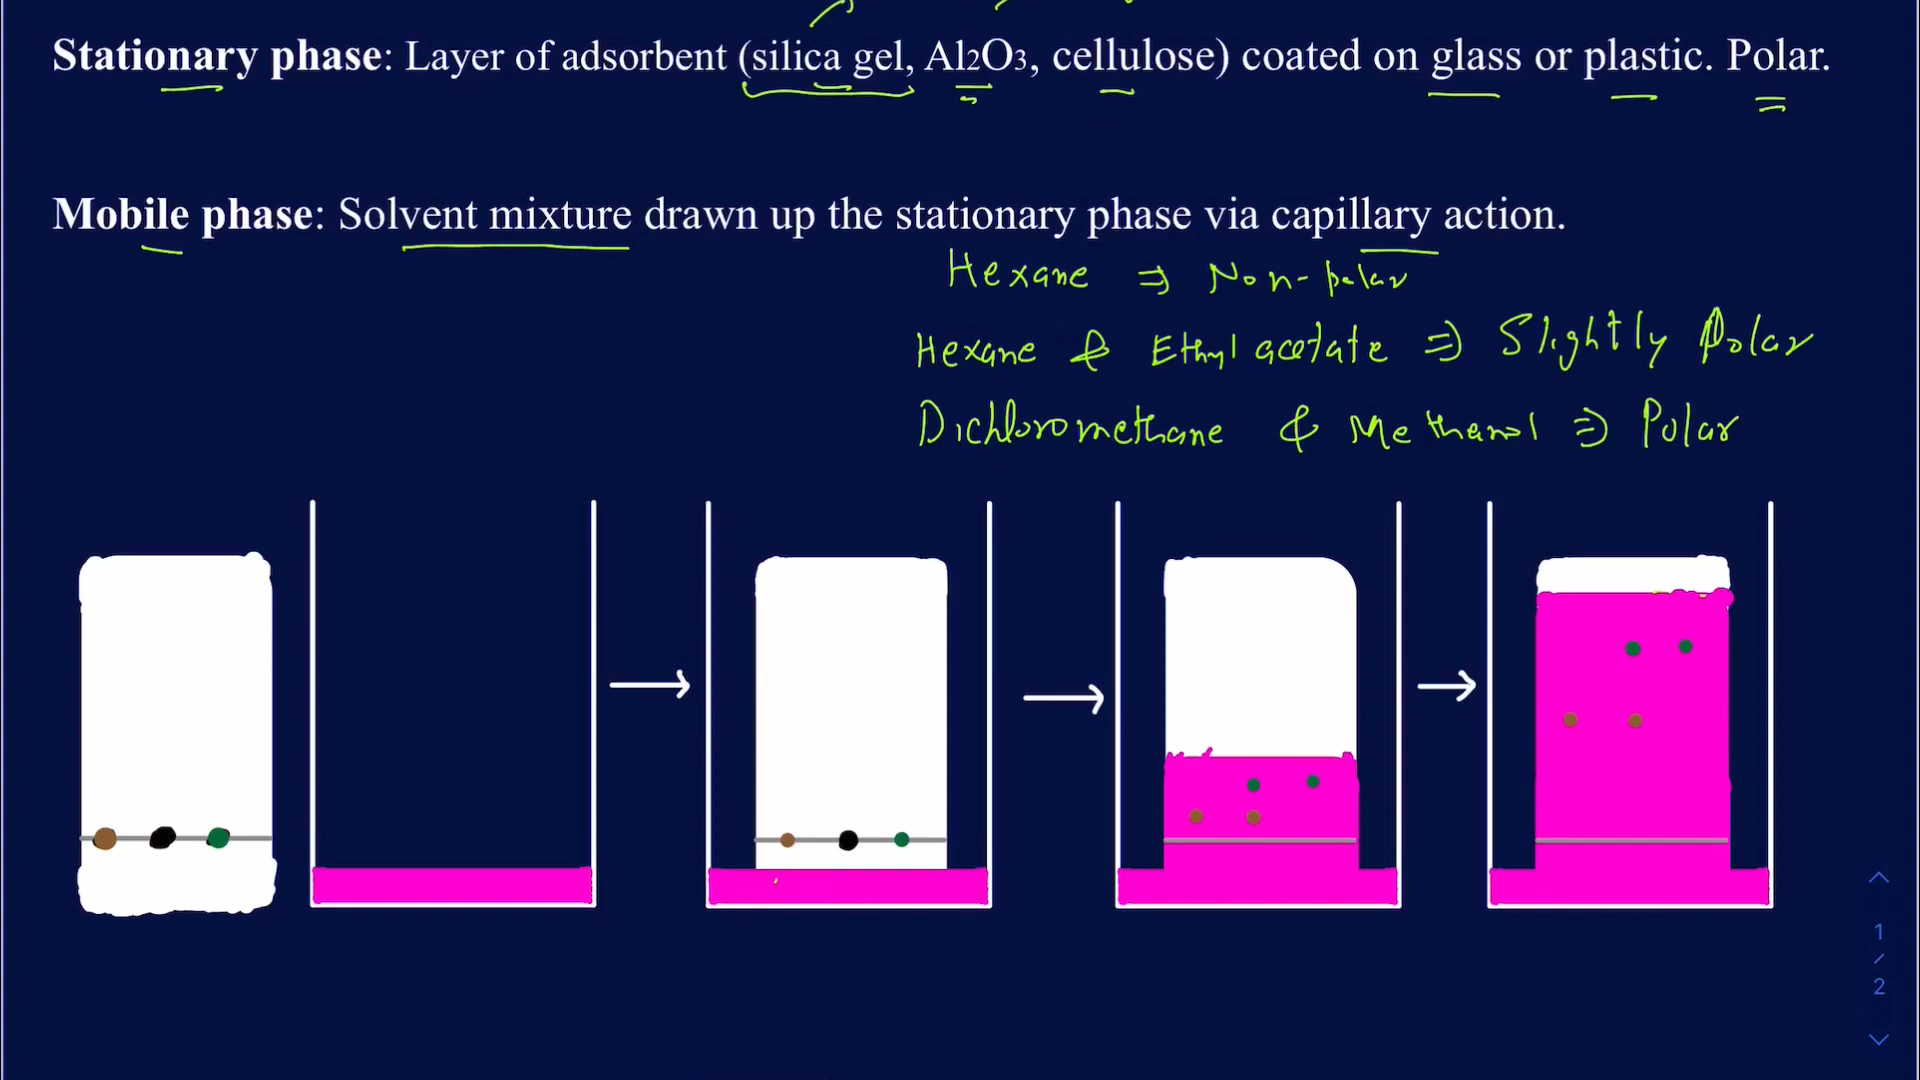 Stationary phase: Layer of adsorbent (silica gel, Al2O3, cellulose) coated on glass or plastic. Polar.
Mobile phase: Solvent mixture drawn up the stationary phase via capillary action.
Hexane ⇒ Non-polar
Hexane & Ethyl acetate ⇒ Slightly Polar
Dichloromethane & Methanol ⇒ Polar
1
/
2